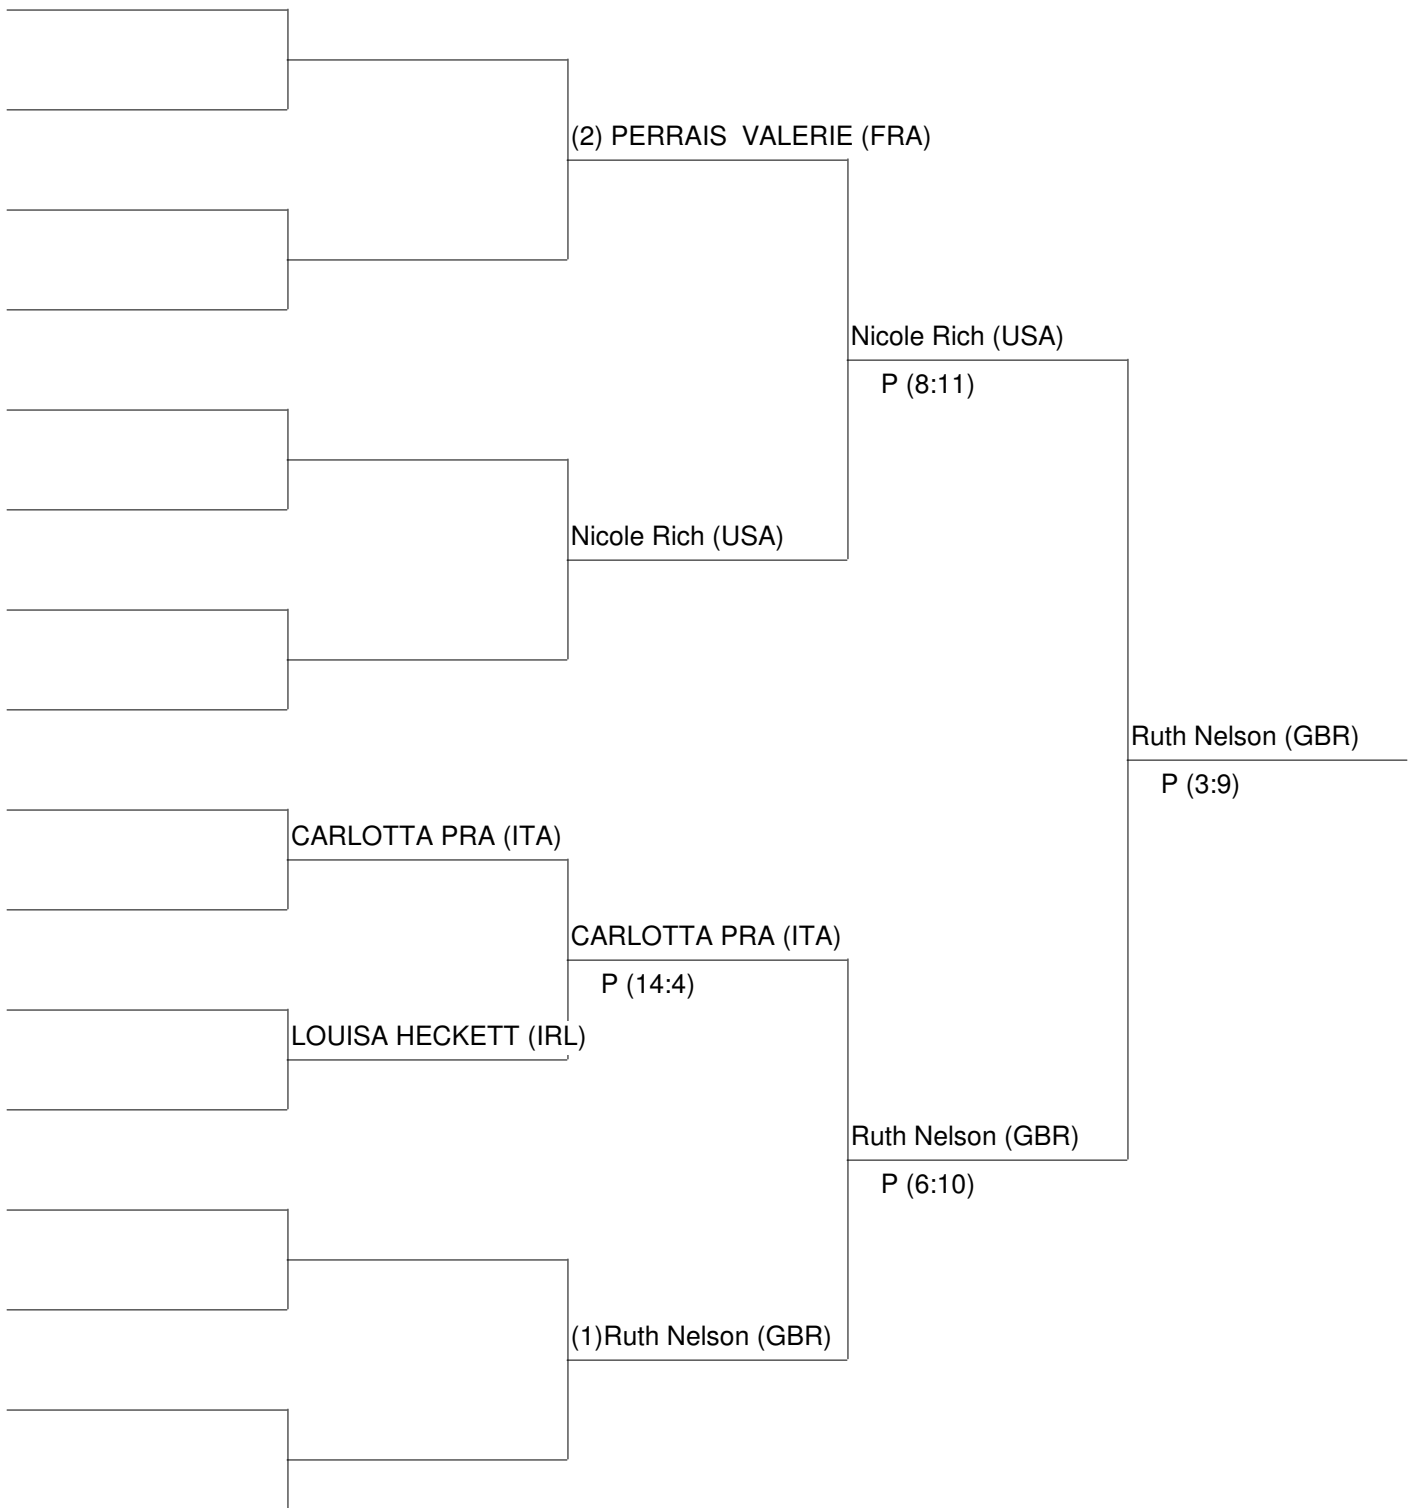 (2) PERRAIS  VALERIE (FRA)
Nicole Rich (USA)
P (8:11)
Nicole Rich (USA)
Ruth Nelson (GBR)
P (3:9)
CARLOTTA PRA (ITA)
CARLOTTA PRA (ITA)
P (14:4)
LOUISA HECKETT (IRL)
Ruth Nelson (GBR)
P (6:10)
(1)Ruth Nelson (GBR)